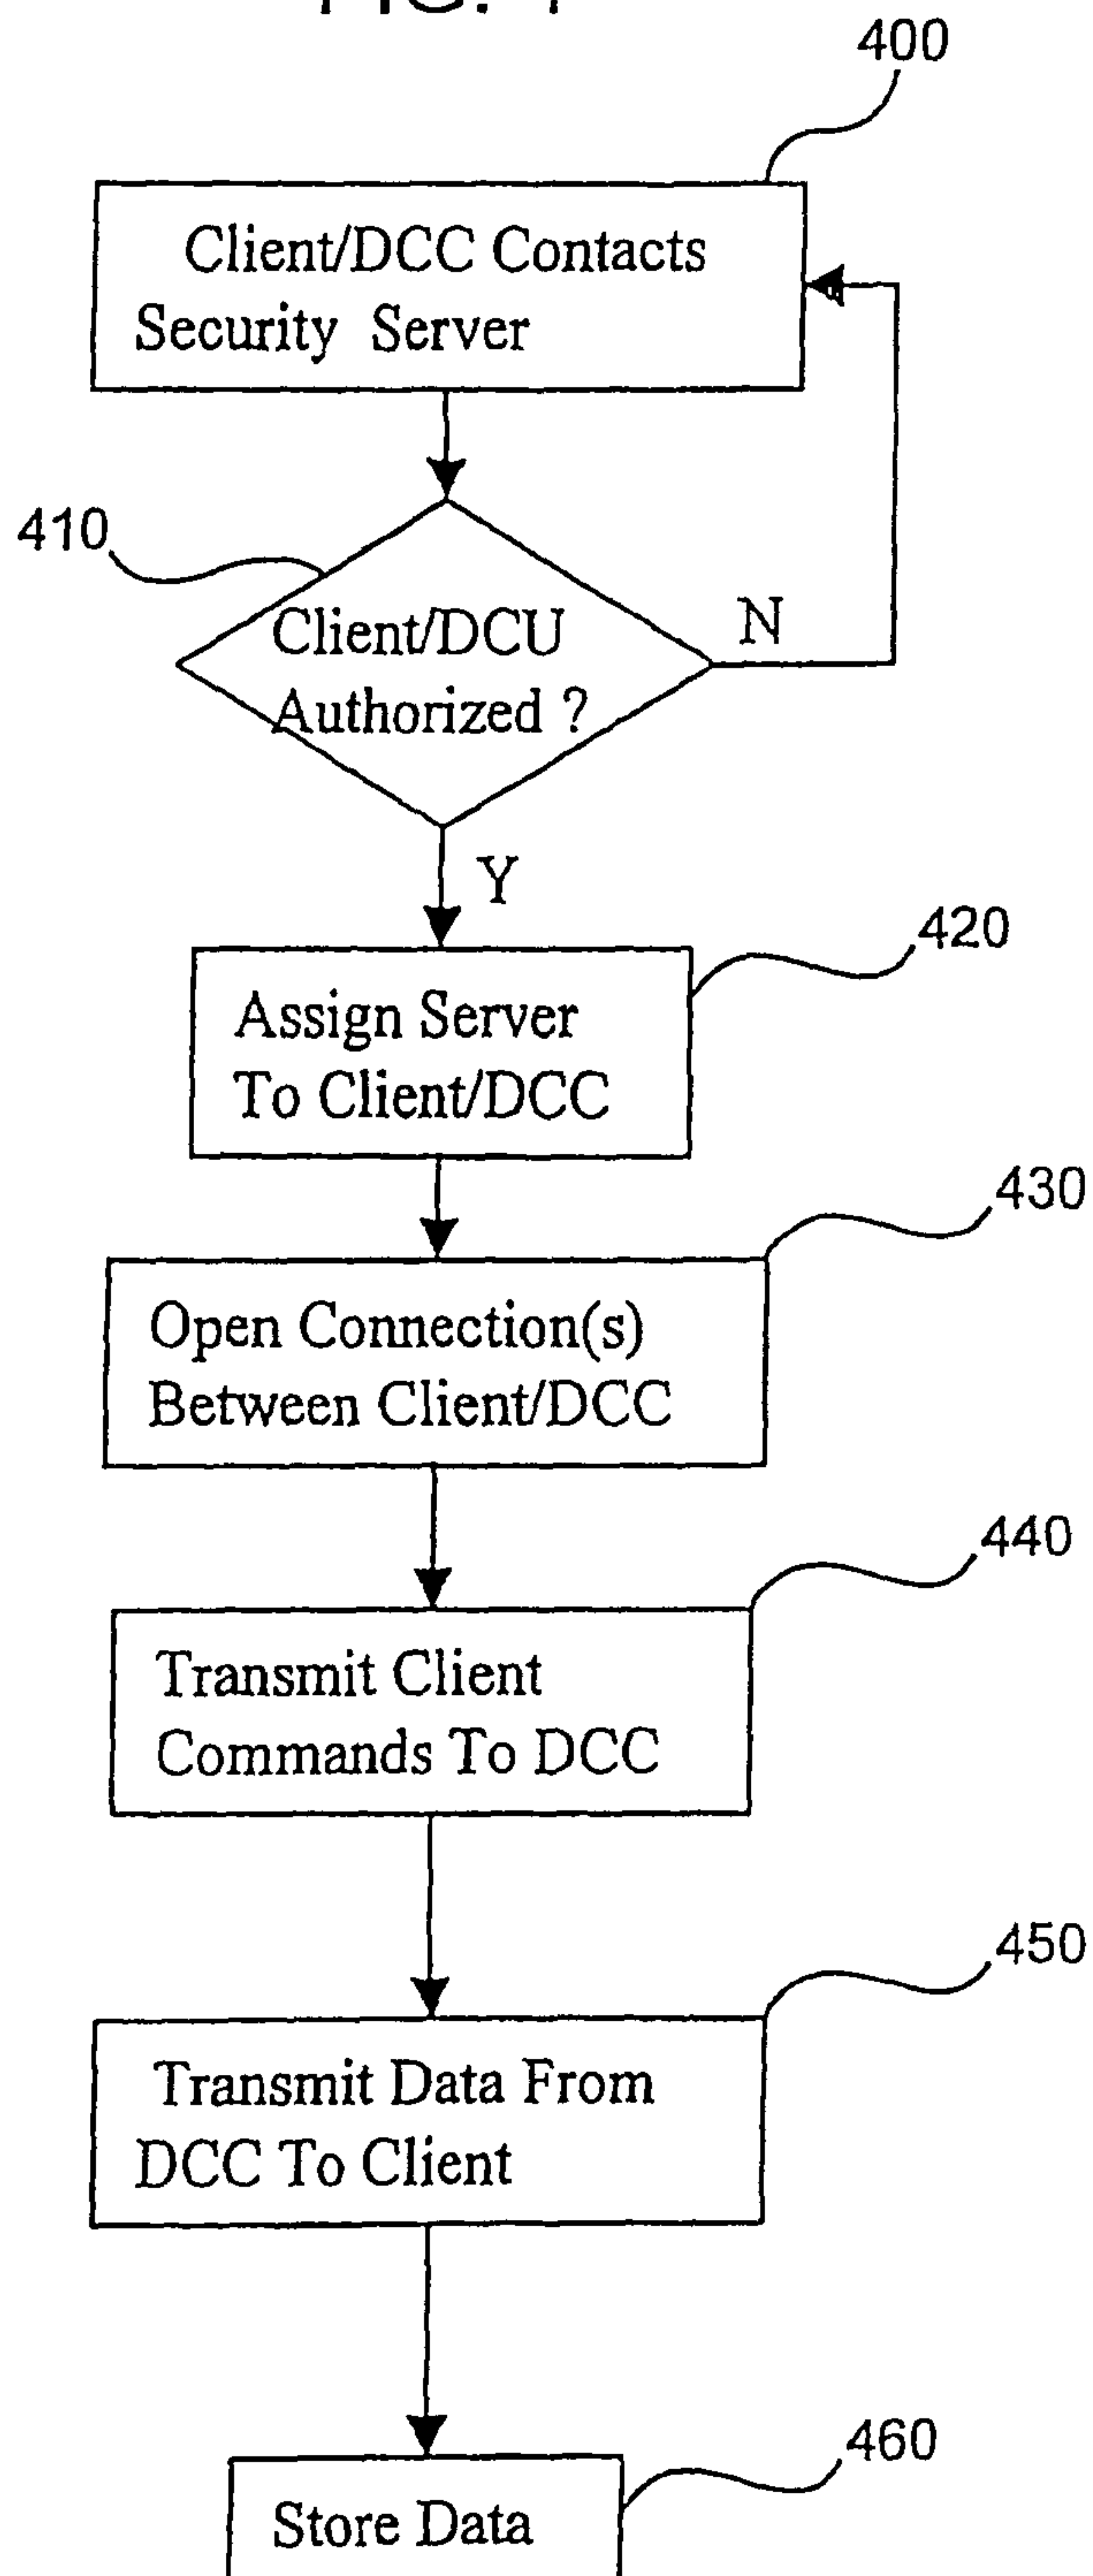 FIG. 4
400
Client/DCC Contacts
Security Server
410
Client/DCU
Authorized ?
N
Y
420
Assign Server
To Client/DCC
430
Open Connection(s)
Between Client/DCC
440
Transmit Client
Commands To DCC
450
Transmit Data From
DCC To Client
460
Store Data